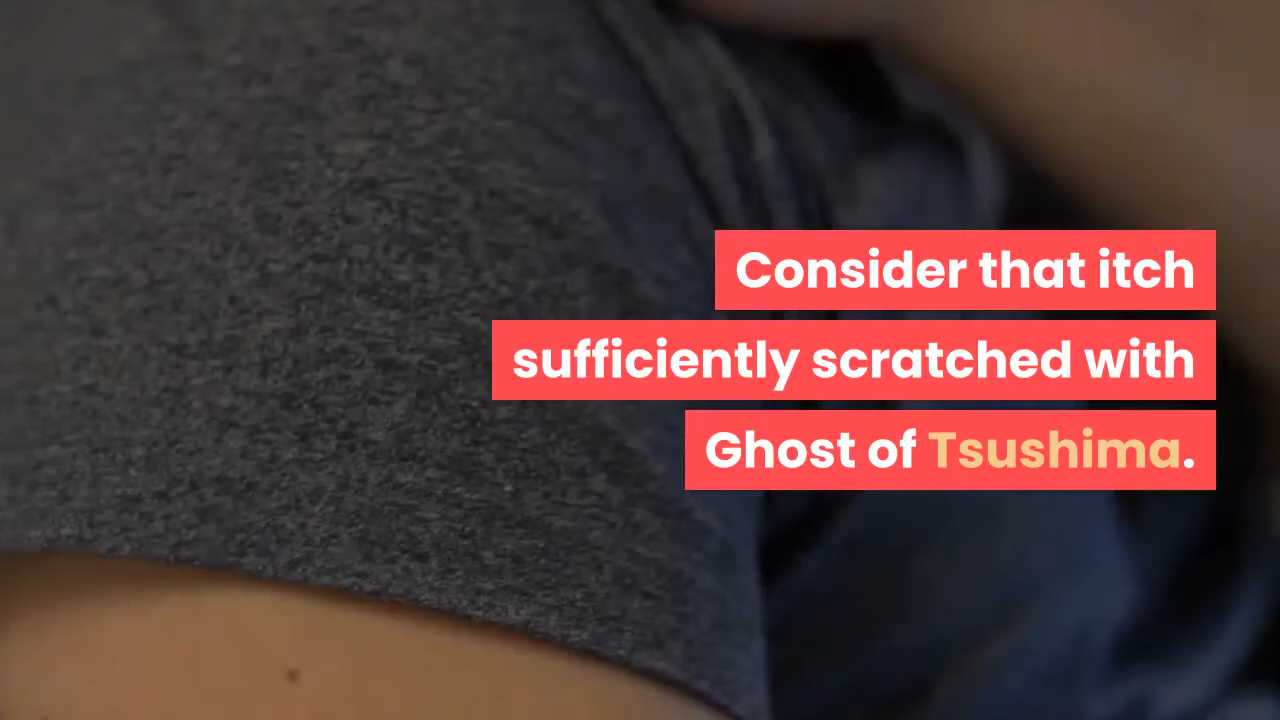 Consider that itch
sufficiently scratched with
Ghost of Tsushima.